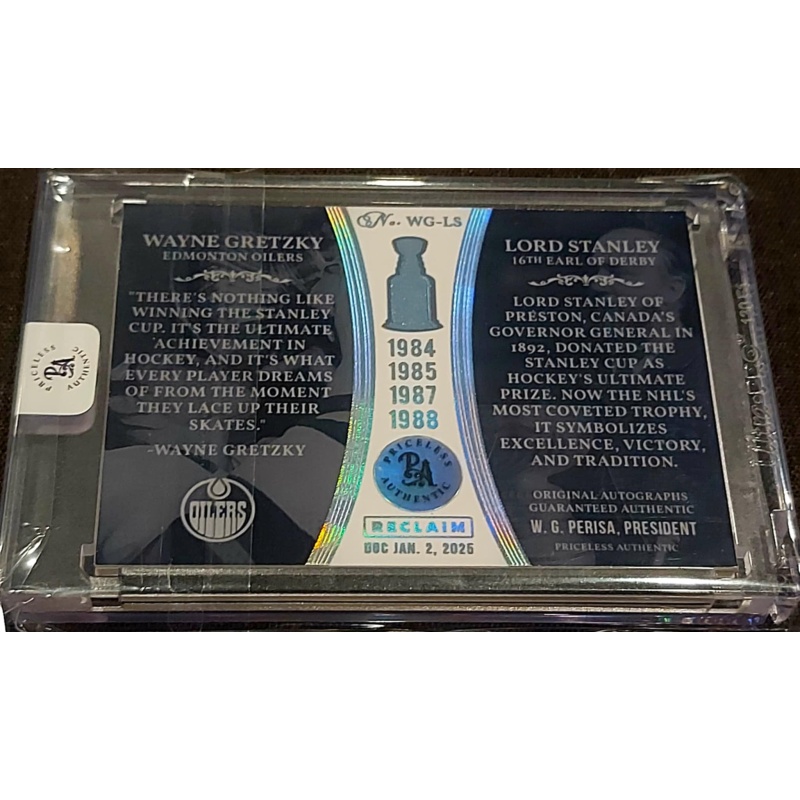 No. WG-LS
WAYNE GRETZKY
EDMONTON OILERS
"THERE'S NOTHING LIKE
WINNING THE STANLEY
CUP. IT'S THE ULTIMATE
ACHIEVEMENT IN
HOCKEY, AND IT'S WHAT
EVERY PLAYER DREAMS
OF FROM THE MOMENT
THEY LACE UP THEIR
SKATES."
-WAYNE GRETZKY
OILERS
1984
1985
1987
1988
PRICELESS
PA
AUTHENTIC
RECLAIM
DOC JAN. 2, 2025
LORD STANLEY
16TH EARL OF DERBY
LORD STANLEY OF
PRESTON, CANADA'S
GOVERNOR GENERAL IN
1892, DONATED THE
STANLEY CUP AS
HOCKEY'S ULTIMATE
PRIZE. NOW THE NHL'S
MOST COVETED TROPHY,
IT SYMBOLIZES
EXCELLENCE, VICTORY,
AND TRADITION.
ORIGINAL AUTOGRAPHS
GUARANTEED AUTHENTIC
W. G. PERISA, PRESIDENT
PRICELESS AUTHENTIC
PRICELESS
PA
AUTHENTIC